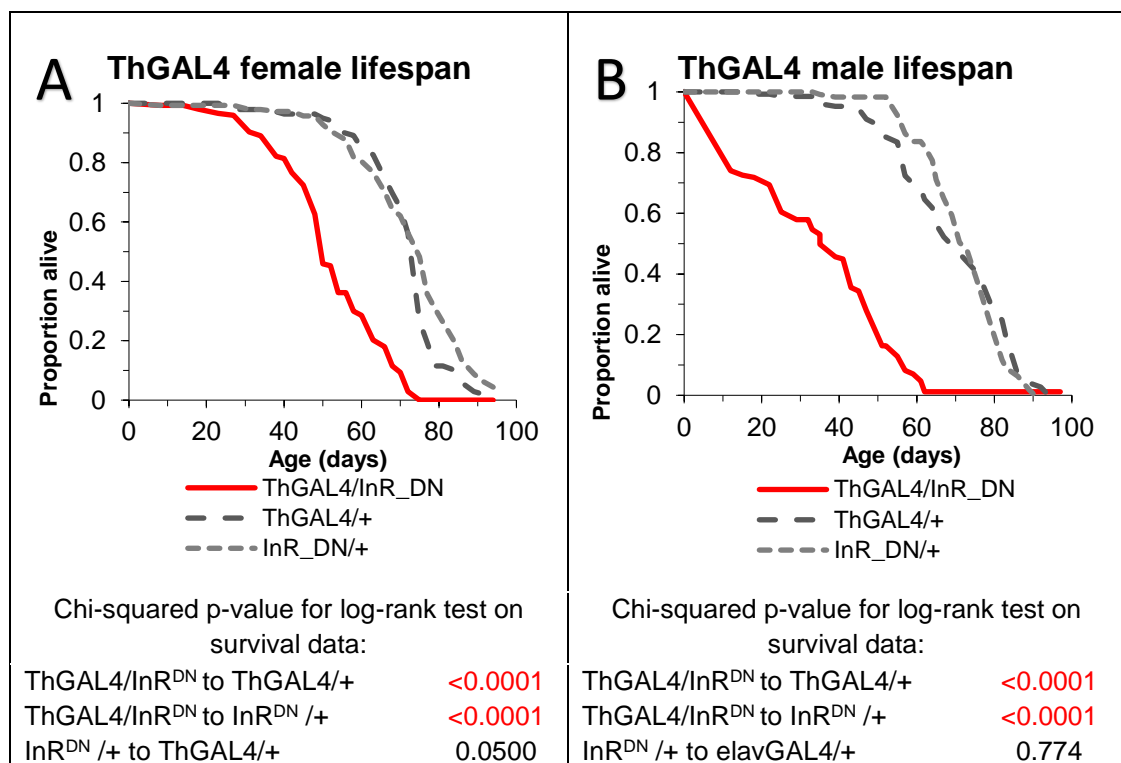 A ThGAL4 female lifespan
Proportion alive
1
0.8
0.6
0.4
0.2
0
0 20 40 60 80 100
Age (days)
ThGAL4/InR_DN
ThGAL4/+
InR_DN/+
Chi-squared p-value for log-rank test on
survival data:
ThGAL4/InRᴰᴺ to ThGAL4/+ <0.0001
ThGAL4/InRᴰᴺ to InRᴰᴺ /+ <0.0001
InRᴰᴺ /+ to ThGAL4/+ 0.0500
B ThGAL4 male lifespan
Proportion alive
1
0.8
0.6
0.4
0.2
0
0 20 40 60 80 100
Age (days)
ThGAL4/InR_DN
ThGAL4/+
InR_DN/+
Chi-squared p-value for log-rank test on
survival data:
ThGAL4/InRᴰᴺ to ThGAL4/+ <0.0001
ThGAL4/InRᴰᴺ to InRᴰᴺ /+ <0.0001
InRᴰᴺ /+ to elavGAL4/+ 0.774